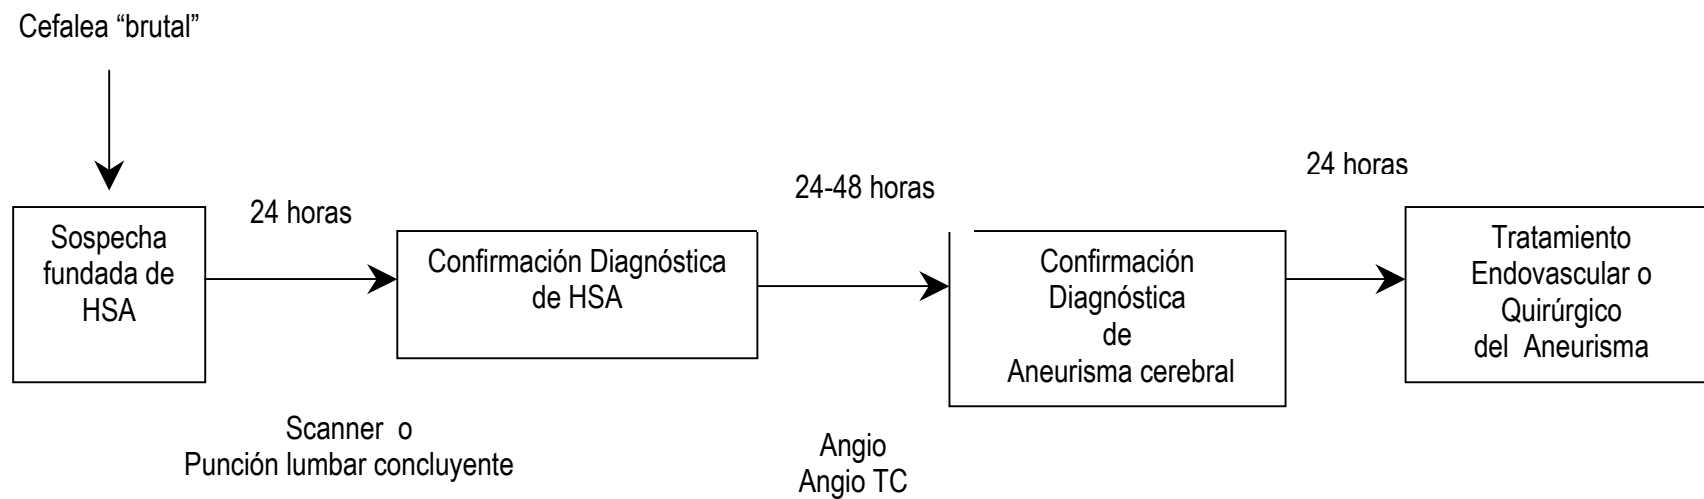 Cefalea “brutal”
Sospecha
fundada de
HSA
24 horas
Scanner o
Punción lumbar concluyente
Confirmación Diagnóstica
de HSA
24-48 horas
Angio
Angio TC
Confirmación
Diagnóstica
de
Aneurisma cerebral
24 horas
Tratamiento
Endovascular o
Quirúrgico
del Aneurisma